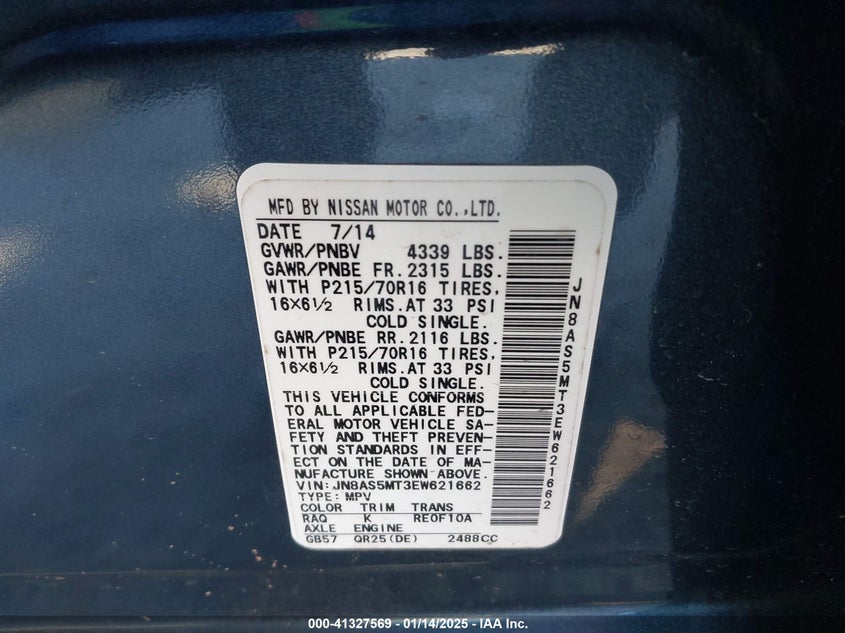 MFD BY NISSAN MOTOR CO.,LTD.
DATE 7/14
GVWR/PNBV 4339 LBS.
GAWR/PNBE FR. 2315 LBS.
WITH P215/70R16 TIRES.
16×6½ RIMS. AT 33 PSI
COLD SINGLE.
GAWR/PNBE RR. 2116 LBS.
WITH P215/70R16 TIRES.
16×6½ RIMS. AT 33 PSI
COLD SINGLE.
THIS VEHICLE CONFORMS
TO ALL APPLICABLE FED-
ERAL MOTOR VEHICLE SA-
FETY AND THEFT PREVEN-
TION STANDARDS IN EFF-
ECT ON THE DATE OF MA-
NUFACTURE SHOWN ABOVE.
VIN:JN8AS5MT3EW621662
TYPE: MPV
COLOR TRIM TRANS
RAQ K RE0F10A
AXLE ENGINE
GB57 QR25(DE) 2488CC
JN8AS5MT3EW621662
000-41327569 - 01/14/2025 - IAA Inc.